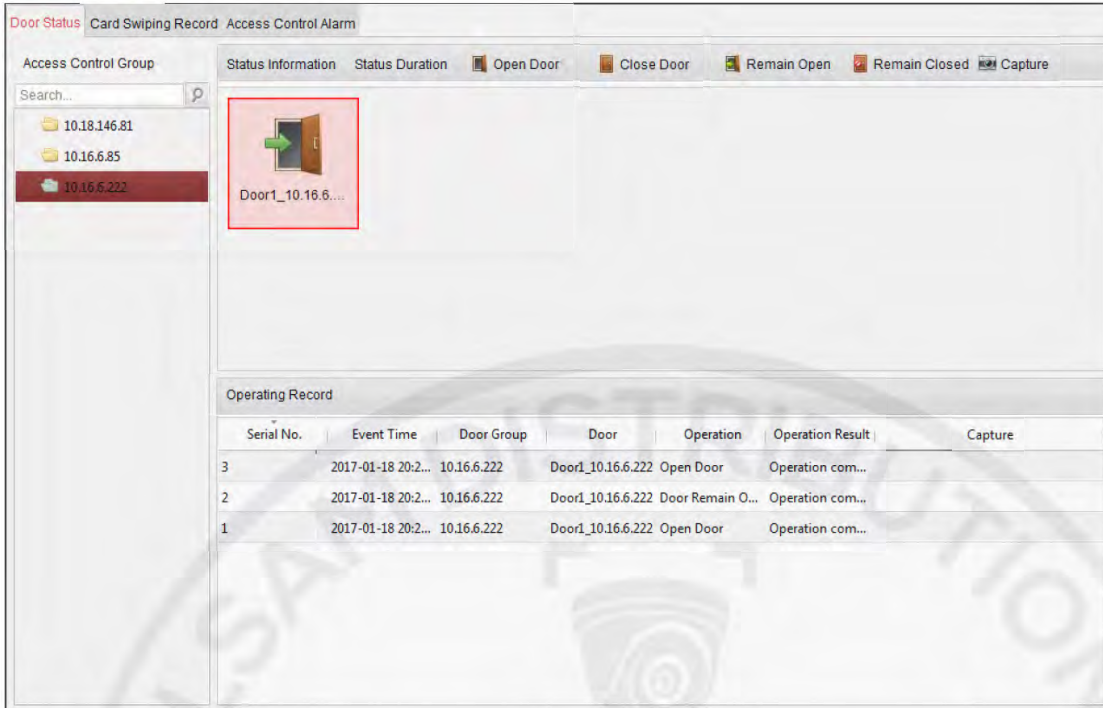 Door Status Card Swiping Record Access Control Alarm
Access Control Group
Search...
10.18.146.81
10.16.6.85
10.16.6.222
Status Information Status Duration Open Door Close Door Remain Open Remain Closed Capture
Door1_10.16.6....
Operating Record
Serial No. Event Time Door Group Door Operation Operation Result Capture
3 2017-01-18 20:2... 10.16.6.222 Door1_10.16.6.222 Open Door Operation com...
2 2017-01-18 20:2... 10.16.6.222 Door1_10.16.6.222 Door Remain O... Operation com...
1 2017-01-18 20:2... 10.16.6.222 Door1_10.16.6.222 Open Door Operation com...
DISTRIBUTION